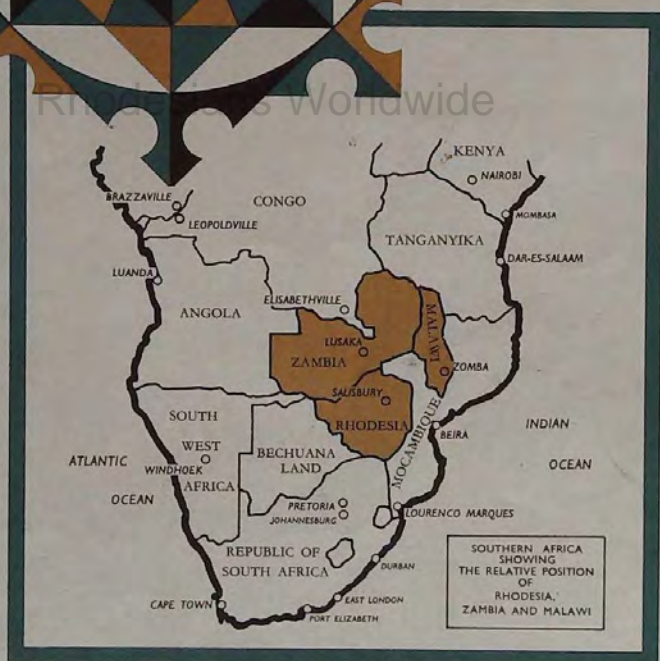 Rhodesians Worldwide
KENYA
NAIROBI
BRAZZAVILLE
CONGO
LEOPOLDVILLE
MOMBASA
TANGANYIKA
DAR-ES-SALAAM
LUANDA
ELISABETHVILLE
ANGOLA
MALAWI
LUSAKA
ZAMBIA
ZOMBA
SALISBURY
SOUTH
WEST
AFRICA
RHODESIA
MOCAMBIQUE
BEIRA
INDIAN
OCEAN
BECHUANA
LAND
ATLANTIC
OCEAN
WINDHOEK
PRETORIA
JOHANNESBURG
LOURENCO MARQUES
REPUBLIC OF
SOUTH AFRICA
DURBAN
CAPE TOWN
EAST LONDON
PORT ELIZABETH
SOUTHERN AFRICA
SHOWING
THE RELATIVE POSITION
OF
RHODESIA,
ZAMBIA AND MALAWI